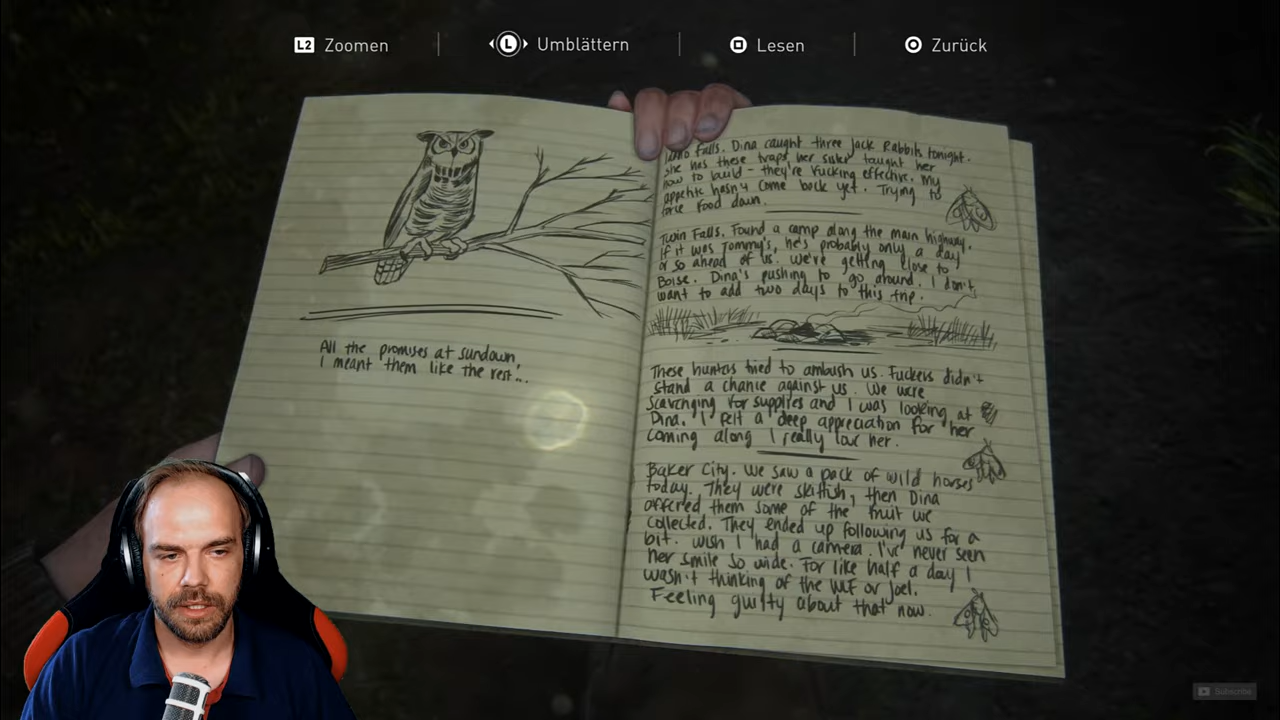 L2 Zoomen
L Umblättern
Lesen
Zurück
All the promises at sundown,
I meant them like the rest...
Falls. Dina caught three Jack Rabbits tonight.
She has these traps her sister taught her
how to build - they're fucking effective. My
appetite hasn't come back yet. Trying to
force food down.
Twin Falls. Found a camp along the main highway.
If it was Tommy's, he's probably only a day
or so ahead of us. We're getting close to
Boise. Dina's pushing to go around. I don't
want to add two days to this trip.
These hunters tried to ambush us. Fuckers didn't
stand a chance against us. We were
scavenging for supplies and I was looking at
Dina. I felt a deep appreciation for her
coming along I really love her.
Baker City. We saw a pack of wild horses
today. They were skittish, then Dina
offered them some of the fruit we
collected. They ended up following us for a
bit. Wish I had a camera. I've never seen
her smile so wide. For like half a day I
wasn't thinking of the WLF or Joel.
Feeling guilty about that now.
Subscribe